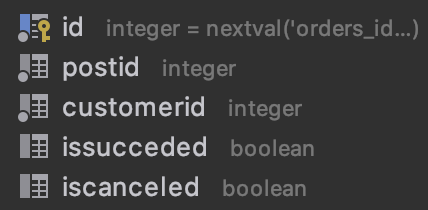 id integer = nextval('orders_id...)
postid integer
customerid integer
issucceded boolean
iscanceled boolean